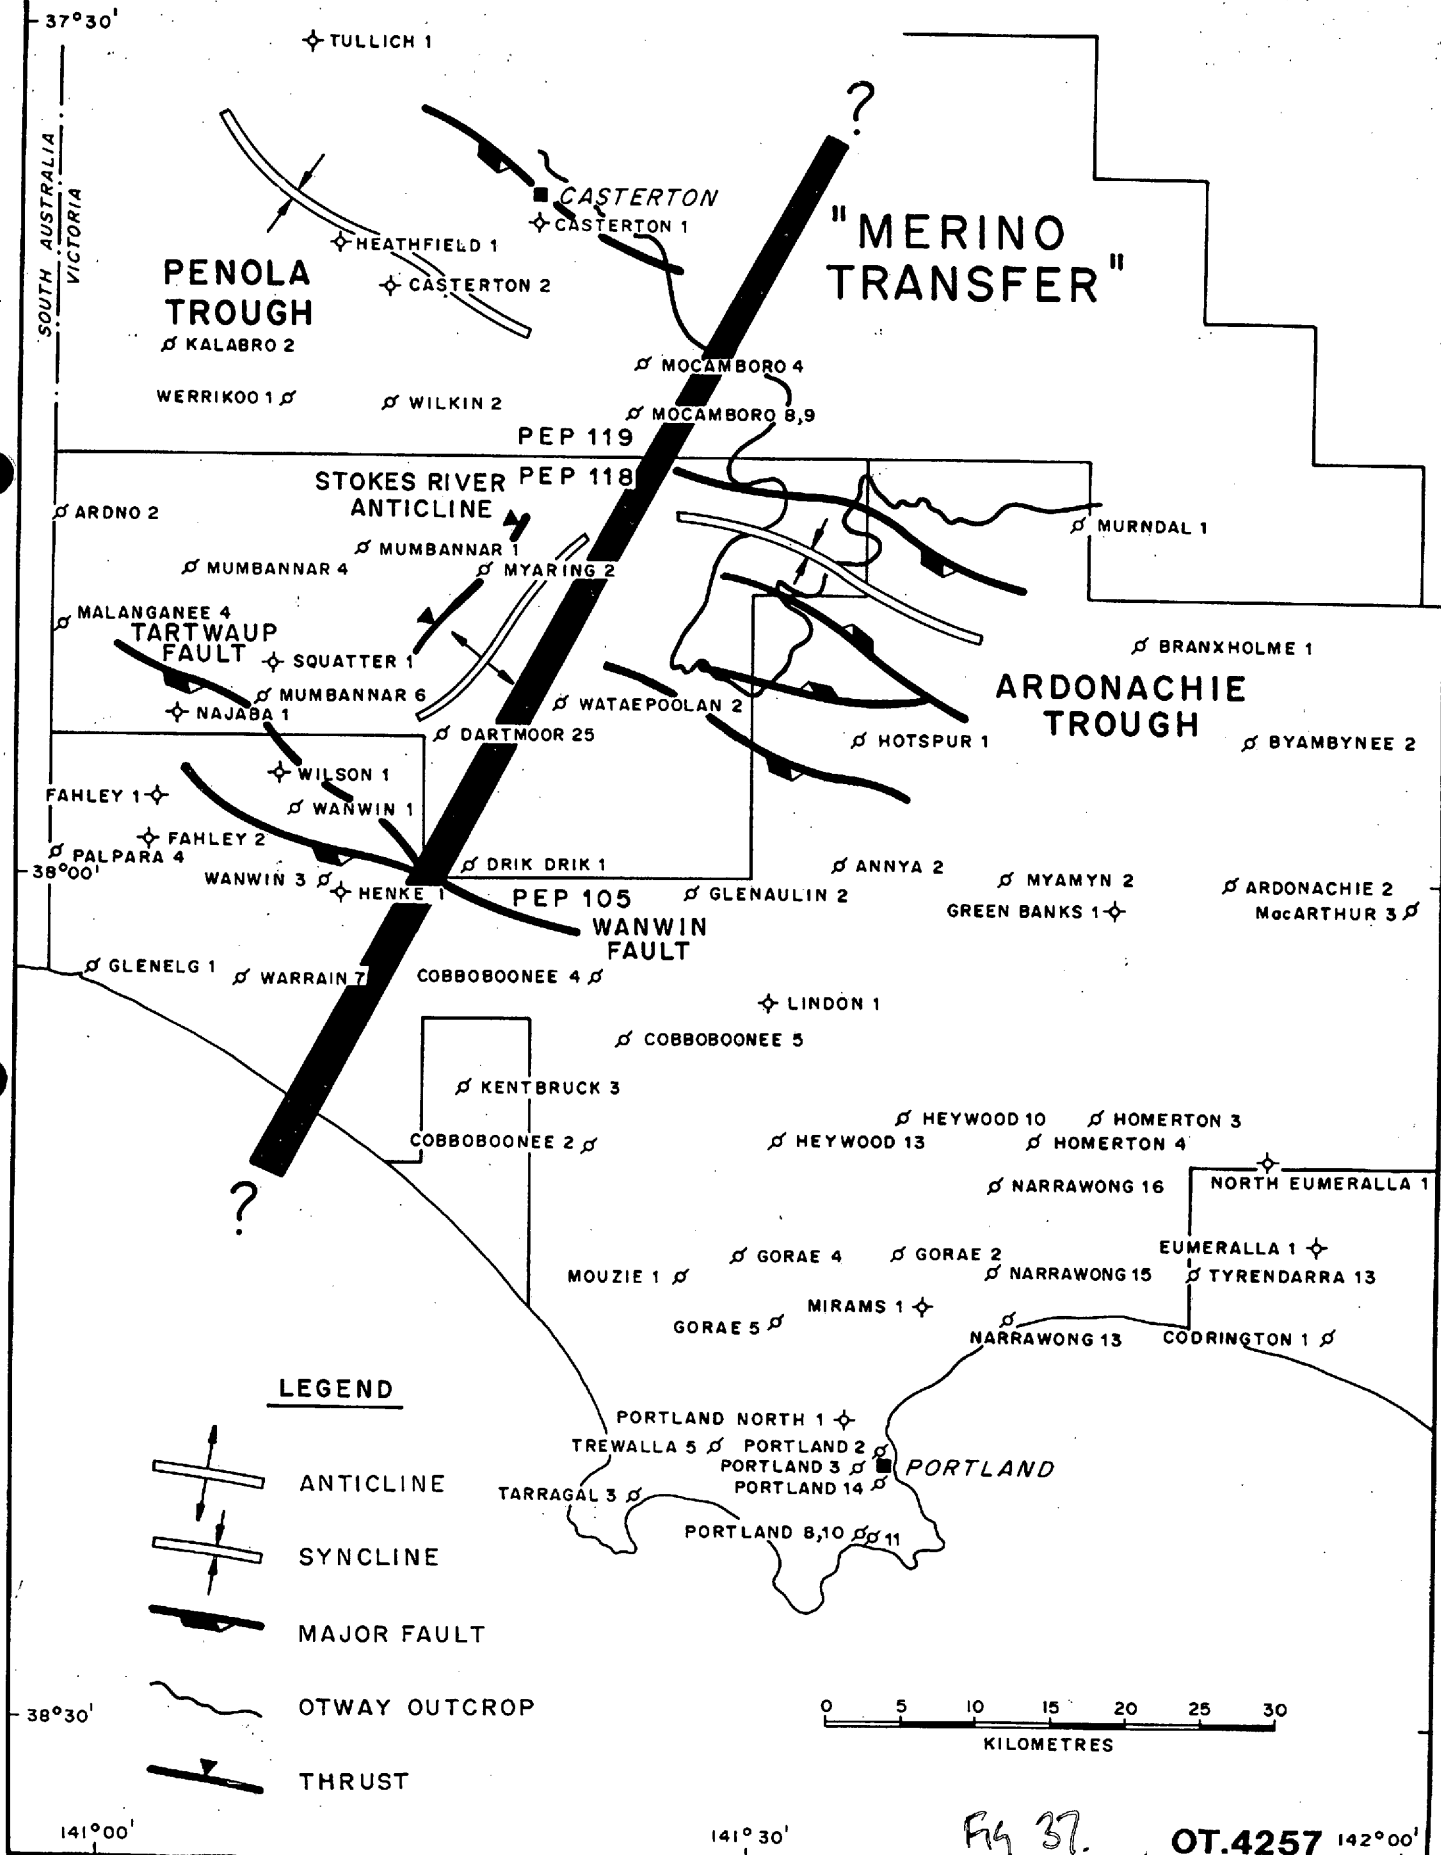 37°30'
TULLICH 1
SOUTH AUSTRALIA
VICTORIA
?
CASTERTON
CASTERTON 1
"MERINO
TRANSFER"
HEATHFIELD 1
PENOLA
TROUGH
CASTERTON 2
KALABRO 2
MOCAMBORO 4
WERRIKOO 1
WILKIN 2
MOCAMBORO 8,9
PEP 119
PEP 118
STOKES RIVER
ANTICLINE
ARDNO 2
MURNDAL 1
MUMBANNAR 1
MUMBANNAR 4
MYARING 2
MALANGANEE 4
TARTWAUP
FAULT
SQUATTER 1
BRANXHOLME 1
MUMBANNAR 6
NAJABA 1
WATAEPOOLAN 2
ARDONACHIE
TROUGH
DARTMOOR 25
HOTSPUR 1
BYAMBYNEE 2
WILSON 1
FAHLEY 1
WANWIN 1
FAHLEY 2
PALPARA 4
38°00'
DRIK DRIK 1
ANNYA 2
WANWIN 3
HENKE 1
PEP 105
GLENAULIN 2
MYAMYN 2
ARDONACHIE 2
GREEN BANKS 1
MacARTHUR 3
WANWIN
FAULT
GLENELG 1
WARRAIN 7
COBBOBOONEE 4
LINDON 1
COBBOBOONEE 5
KENTBRUCK 3
HEYWOOD 10
HOMERTON 3
COBBOBOONEE 2
HEYWOOD 13
HOMERTON 4
NARRAWONG 16
NORTH EUMERALLA 1
?
GORAE 4
GORAE 2
EUMERALLA 1
MOUZIE 1
NARRAWONG 15
TYRENDARRA 13
MIRAMS 1
GORAE 5
NARRAWONG 13
CODRINGTON 1
LEGEND
PORTLAND NORTH 1
TREWALLA 5
PORTLAND 2
PORTLAND 3
PORTLAND
PORTLAND 14
TARRAGAL 3
PORTLAND 8,10
11
ANTICLINE
SYNCLINE
MAJOR FAULT
OTWAY OUTCROP
THRUST
38°30'
0 5 10 15 20 25 30
KILOMETRES
141°00'
141°30'
Fig 37.
OT.4257
142°00'